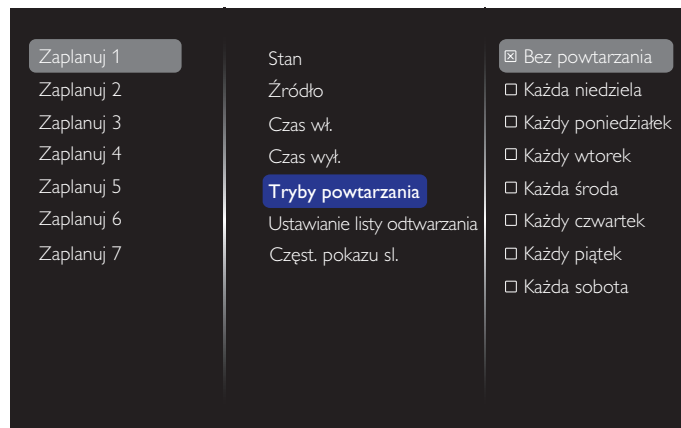 Zaplanuj 1
Zaplanuj 2
Zaplanuj 3
Zaplanuj 4
Zaplanuj 5
Zaplanuj 6
Zaplanuj 7
Stan
Źródło
Czas wł.
Czas wył.
Tryby powtarzania
Ustawianie listy odtwarzania
Częst. pokazu sl.
Bez powtarzania
Każda niedziela
Każdy poniedziałek
Każdy wtorek
Każda środa
Każdy czwartek
Każdy piątek
Każda sobota